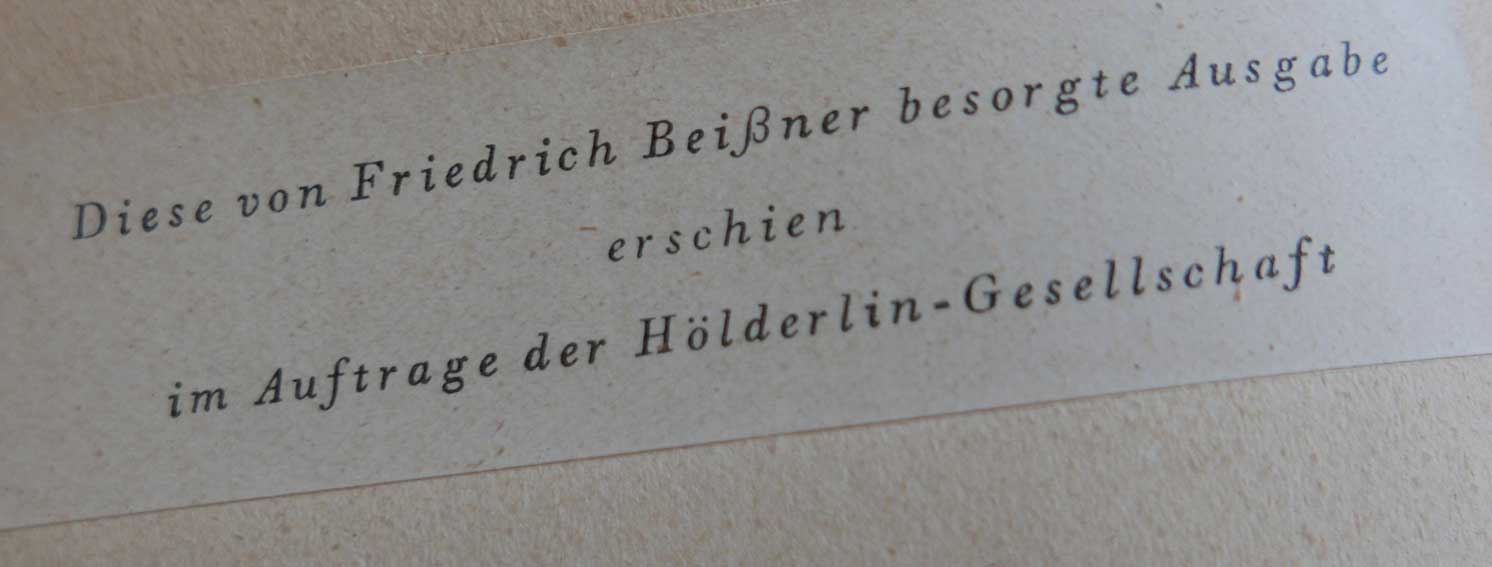 Diese von Friedrich Beißner besorgte Ausgabe
erschien
im Auftrage der Hölderlin-Gesellschaft